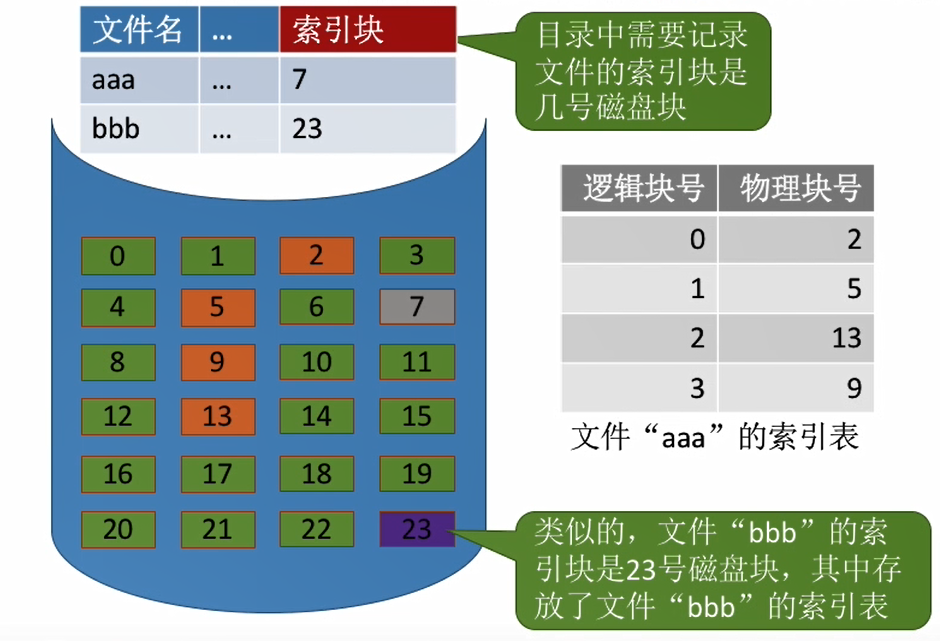 文件名 … 索引块
aaa … 7
bbb … 23
目录中需要记录
文件的索引块是
几号磁盘块
0 1 2 3
4 5 6 7
8 9 10 11
12 13 14 15
16 17 18 19
20 21 22 23
逻辑块号 物理块号
0 2
1 5
2 13
3 9
文件“aaa”的索引表
类似的，文件“bbb”的索
引块是23号磁盘块，其中存
放了文件“bbb”的索引表